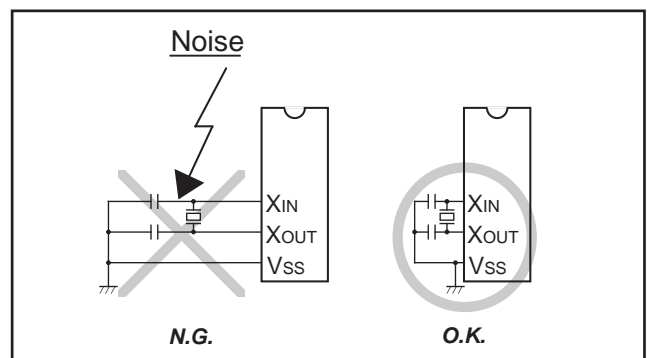 Noise
XIN
XOUT
VSS
N.G.
XIN
XOUT
VSS
O.K.